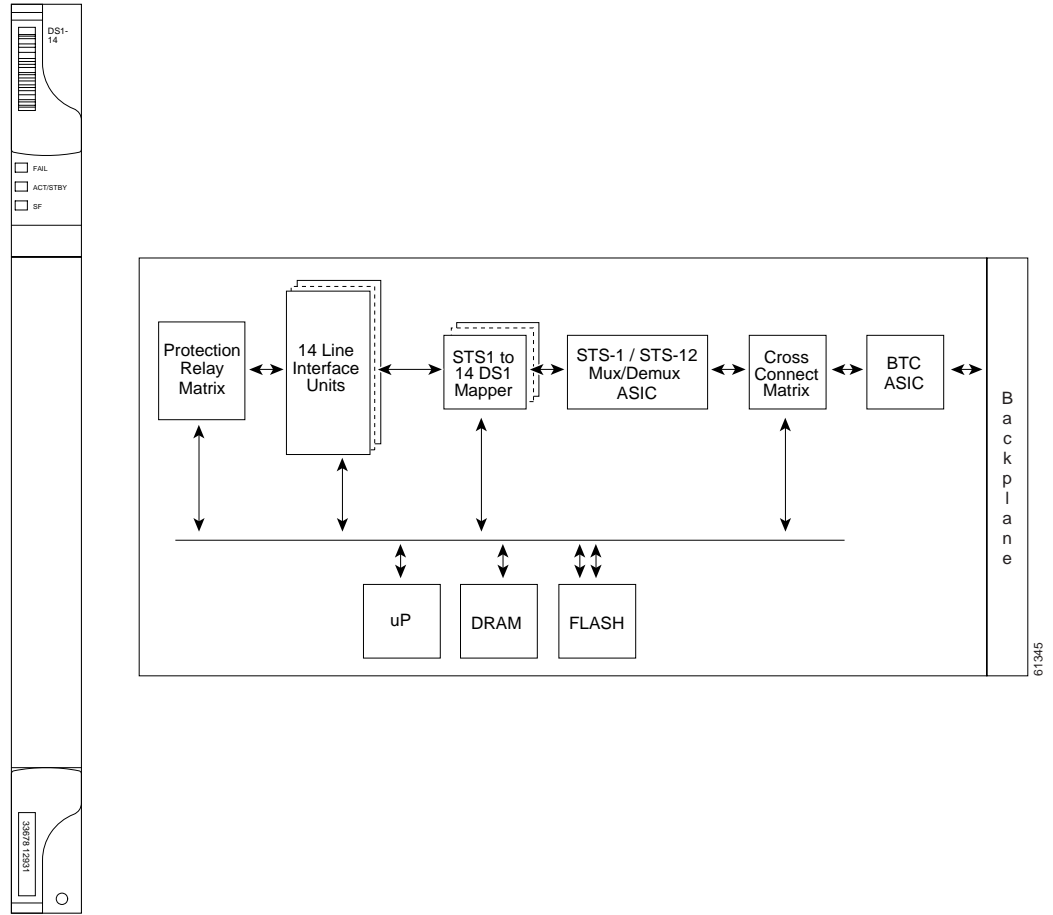 DS1-
14
FAIL
ACT/STBY
SF
33678 12931
Protection
Relay
Matrix
14 Line
Interface
Units
STS1 to
14 DS1
Mapper
STS-1 / STS-12
Mux/Demux
ASIC
Cross
Connect
Matrix
BTC
ASIC
Backplane
uP
DRAM
FLASH
61345